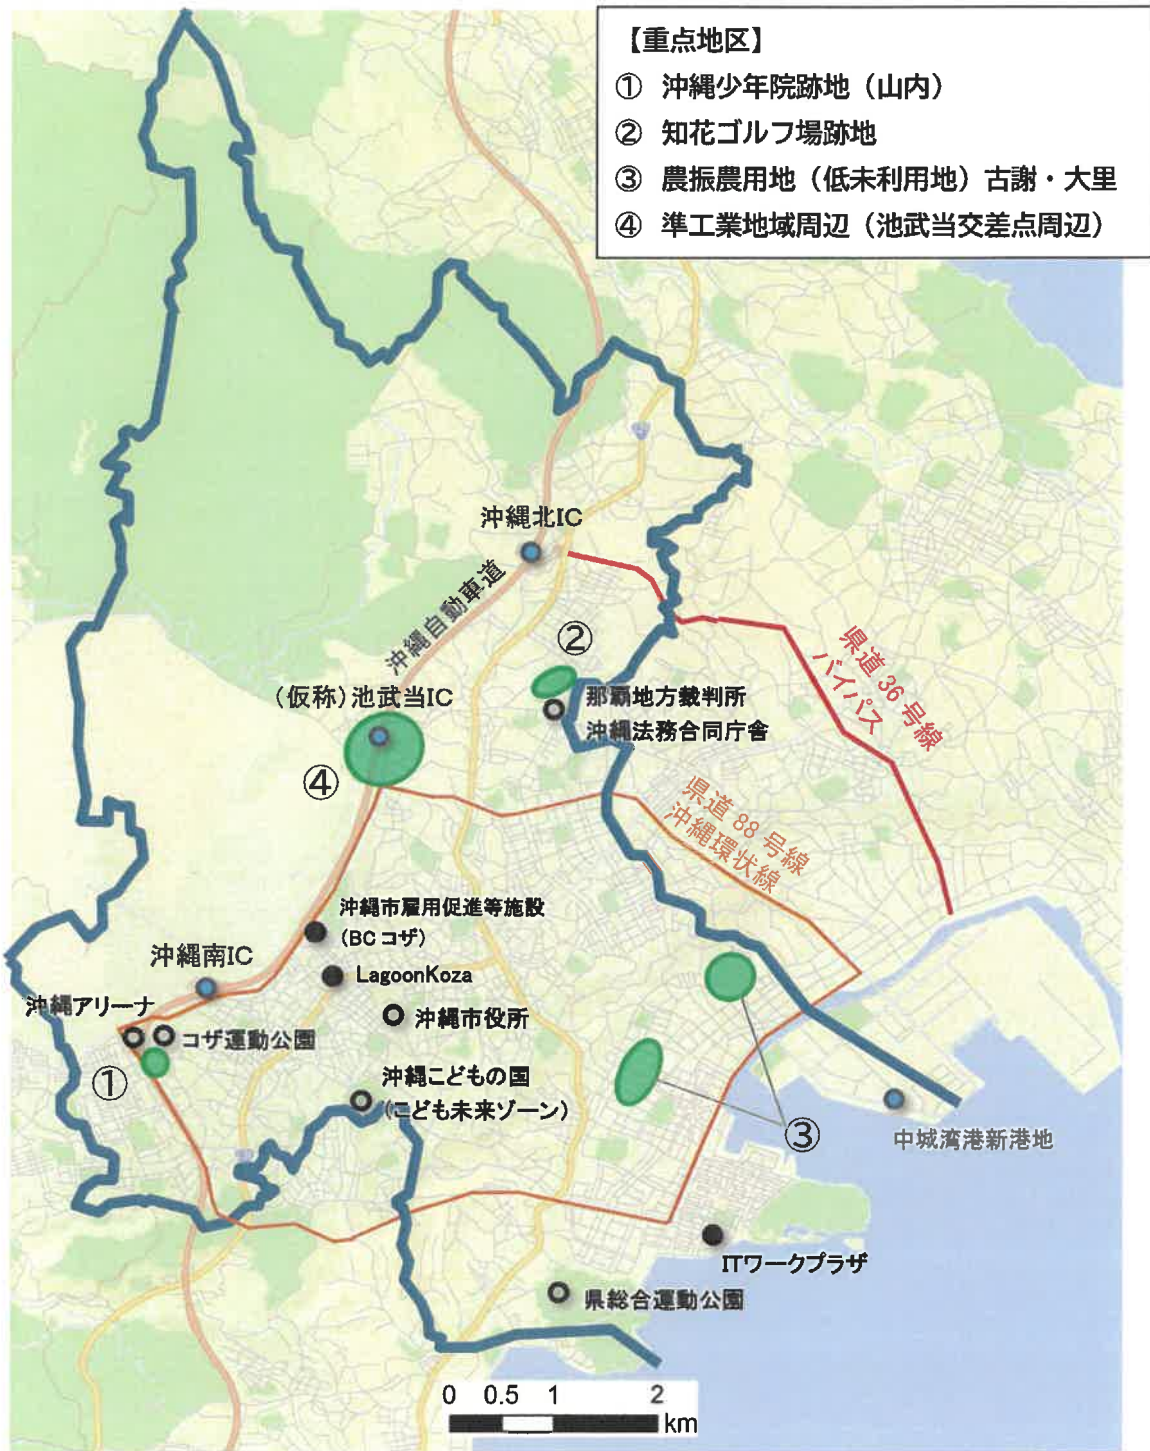 【重点地区】
① 沖縄少年院跡地（山内）
② 知花ゴルフ場跡地
③ 農振農用地（低未利用地）古謝・大里
④ 準工業地域周辺（池武当交差点周辺）
沖縄北IC
沖縄自動車道
②
県道 36 号線
バイパス
（仮称）池武当IC
那覇地方裁判所
沖縄法務合同庁舎
④
県道 88 号線
沖縄環状線
沖縄市雇用促進等施設
（BC コザ）
沖縄南IC
LagoonKoza
沖縄アリーナ
沖縄市役所
コザ運動公園
①
沖縄こどもの国
（こども未来ゾーン）
③
中城湾港新港地
ITワークプラザ
県総合運動公園
0 0.5 1 2
km